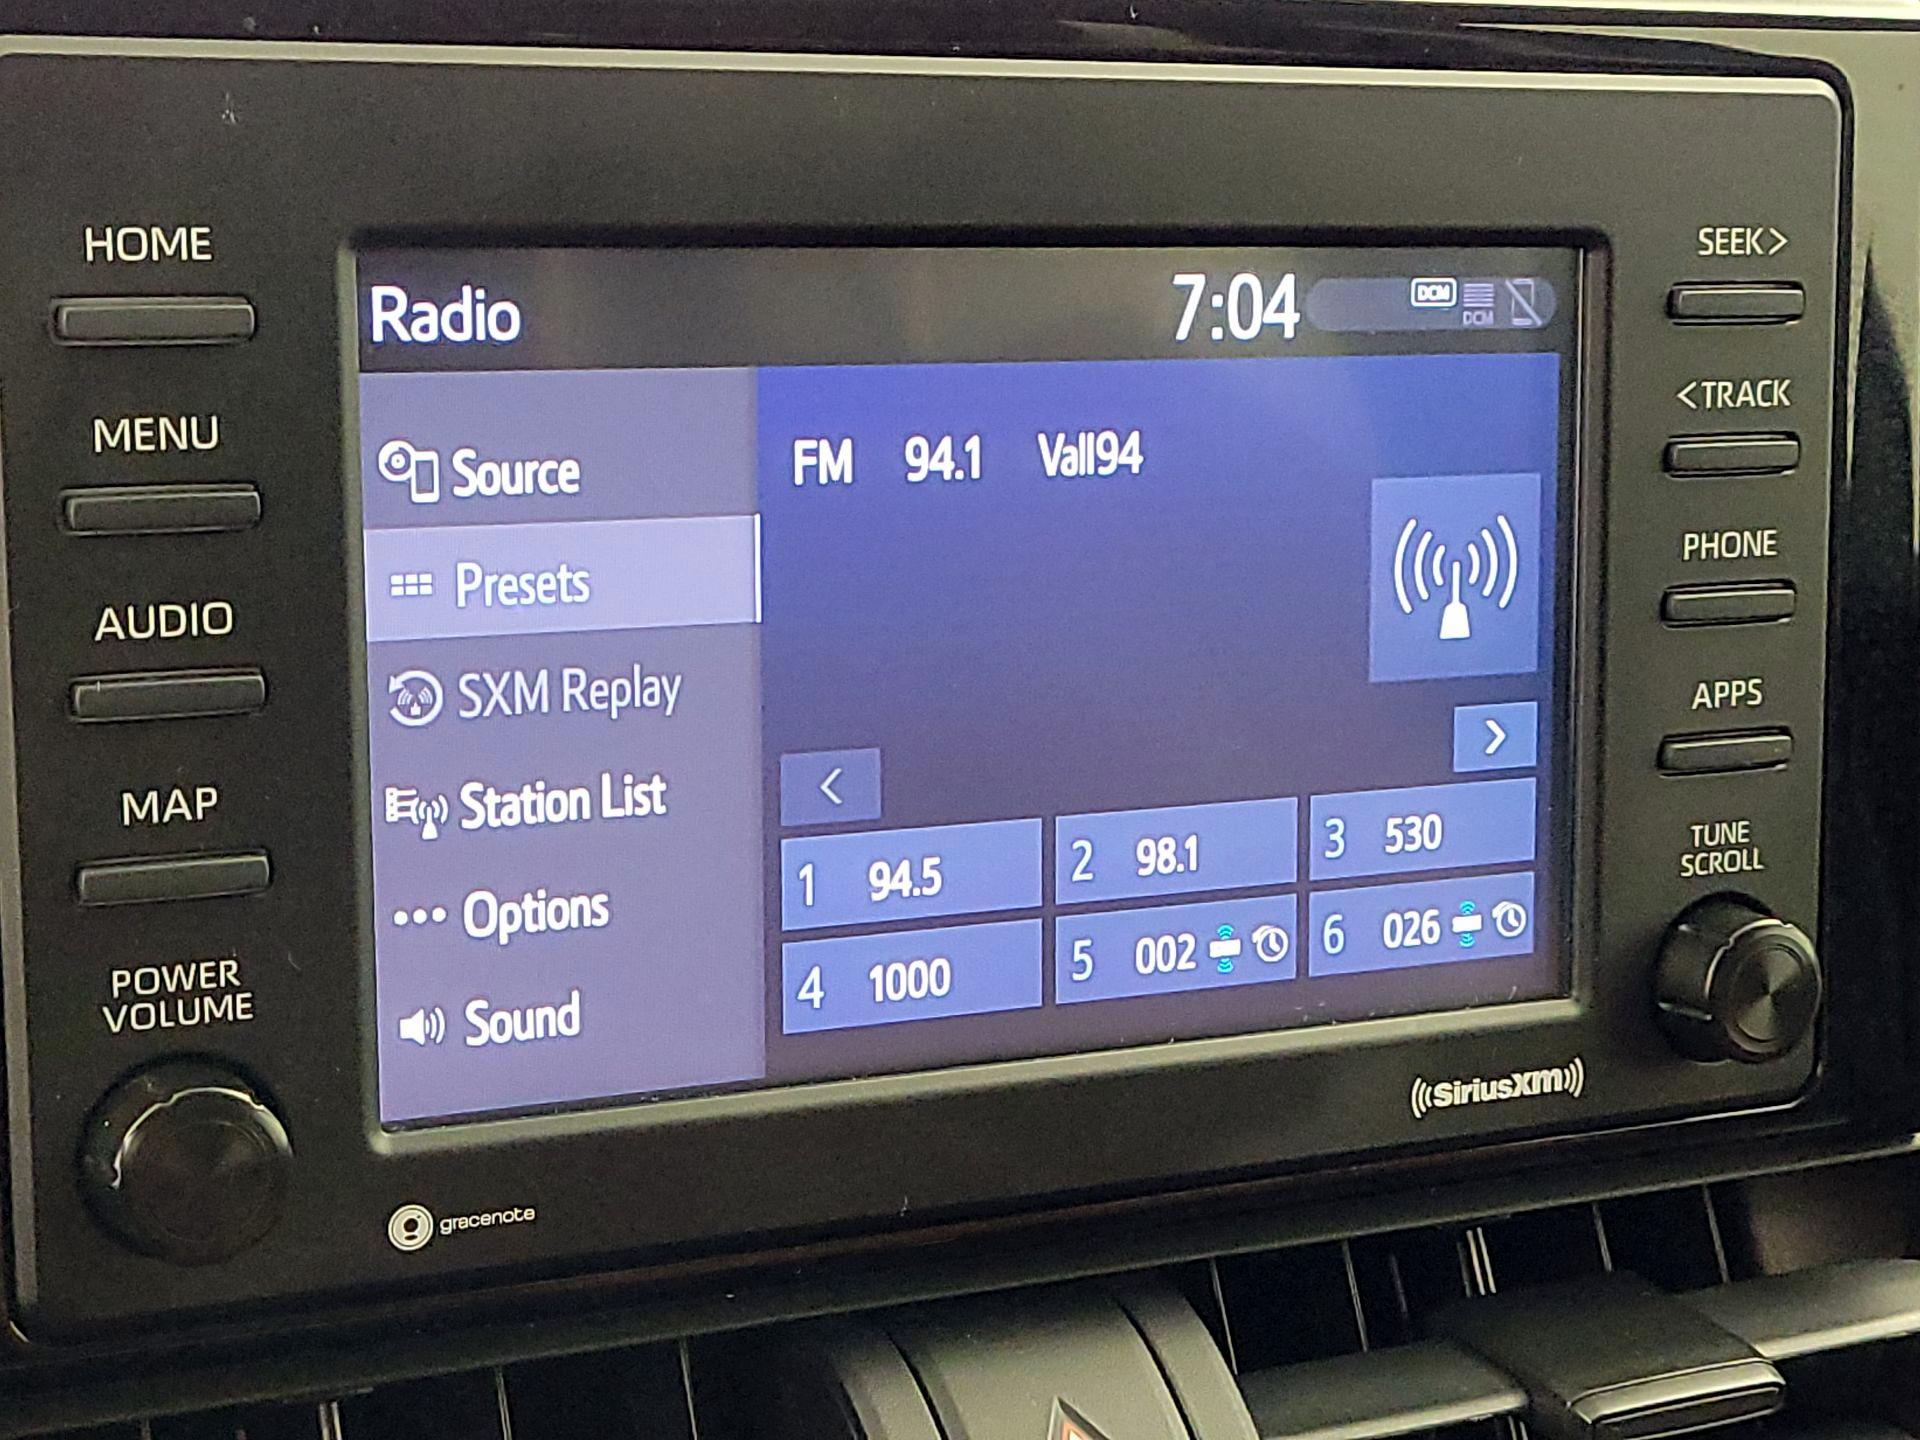 HOME
MENU
AUDIO
MAP
POWER
VOLUME
Radio
7:04
DCM
DCM
Source
Presets
SXM Replay
Station List
Options
Sound
FM 94.1 Vall94
<
>
1 94.5
2 98.1
3 530
4 1000
5 002
6 026
SEEK>
<TRACK
PHONE
APPS
TUNE
SCROLL
((SiriusXM))
gracenote